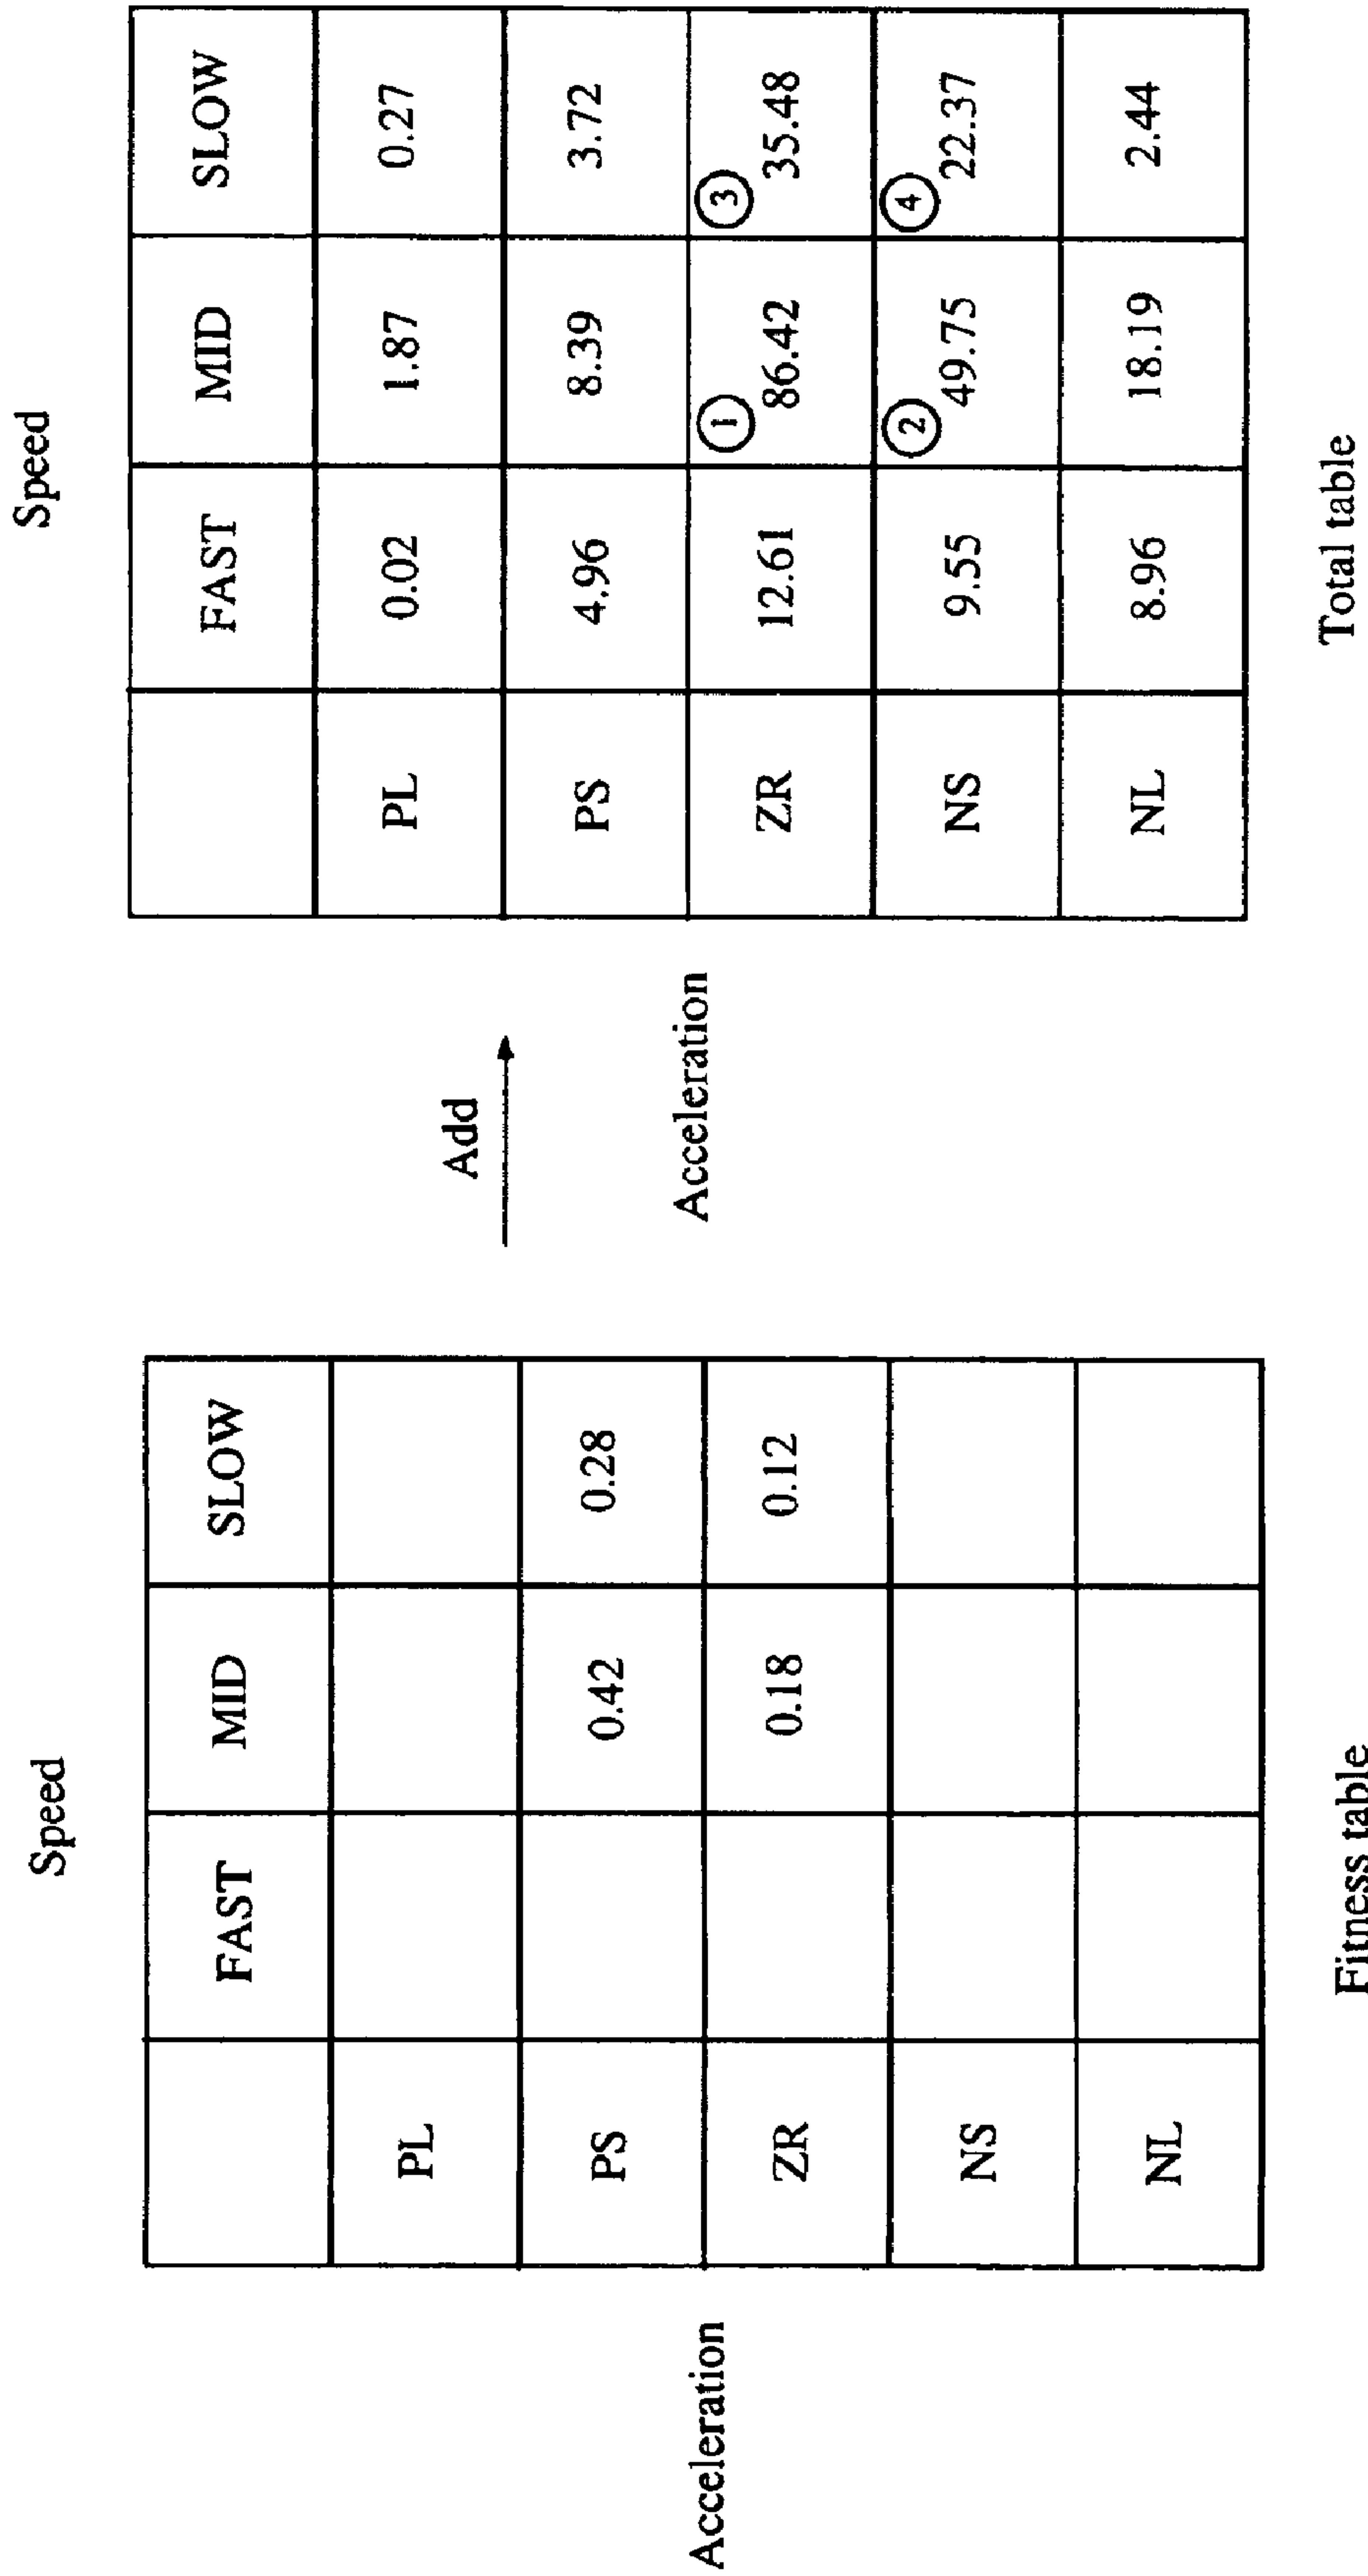 Speed
FAST MID SLOW
PL
PS 0.42 0.28
ZR 0.18 0.12
NS
NL
Acceleration
Fitness table
Add
Speed
FAST MID SLOW
PL 0.02 1.87 0.27
PS 4.96 8.39 3.72
ZR 12.61 ① 86.42 ③ 35.48
NS 9.55 ② 49.75 ④ 22.37
NL 8.96 18.19 2.44
Acceleration
Total table